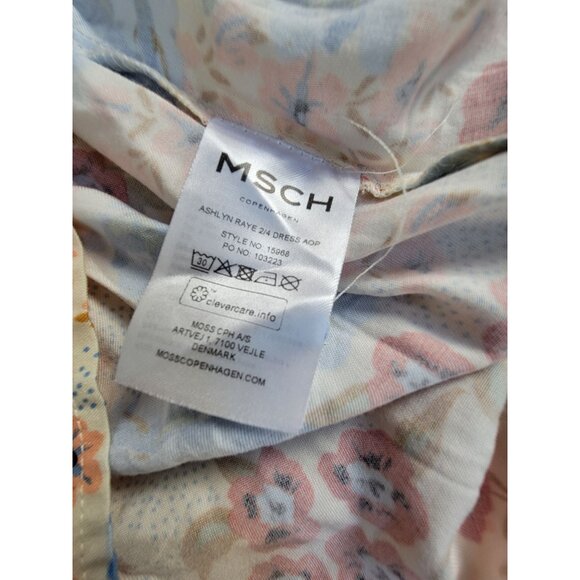 MSCH
COPENHAGEN
ASHLYN RAYE 2/4 DRESS AOP
STYLE NO. 15968
PO NO. 103223
30
clevercare.info
MOSS CPH A/S
ARTVEJ 1, 7100 VEJLE
DENMARK
MOSSCOPENHAGEN.COM